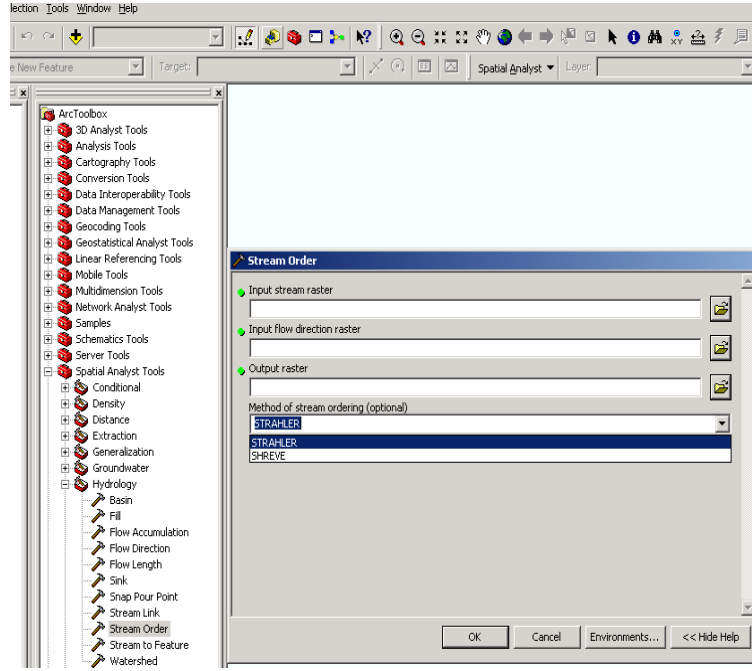 lection Tools Window Help
e New Feature Target: Spatial Analyst Layer:
ArcToolbox
3D Analyst Tools
Analysis Tools
Cartography Tools
Conversion Tools
Data Interoperability Tools
Data Management Tools
Geocoding Tools
Geostatistical Analyst Tools
Linear Referencing Tools
Mobile Tools
Multidimension Tools
Network Analyst Tools
Samples
Schematics Tools
Server Tools
Spatial Analyst Tools
Conditional
Density
Distance
Extraction
Generalization
Groundwater
Hydrology
Basin
Fill
Flow Accumulation
Flow Direction
Flow Length
Sink
Snap Pour Point
Stream Link
Stream Order
Stream to Feature
Watershed
Stream Order
Input stream raster
Input flow direction raster
Output raster
Method of stream ordering (optional)
STRAHLER
STRAHLER
SHREVE
OK Cancel Environments... << Hide Help